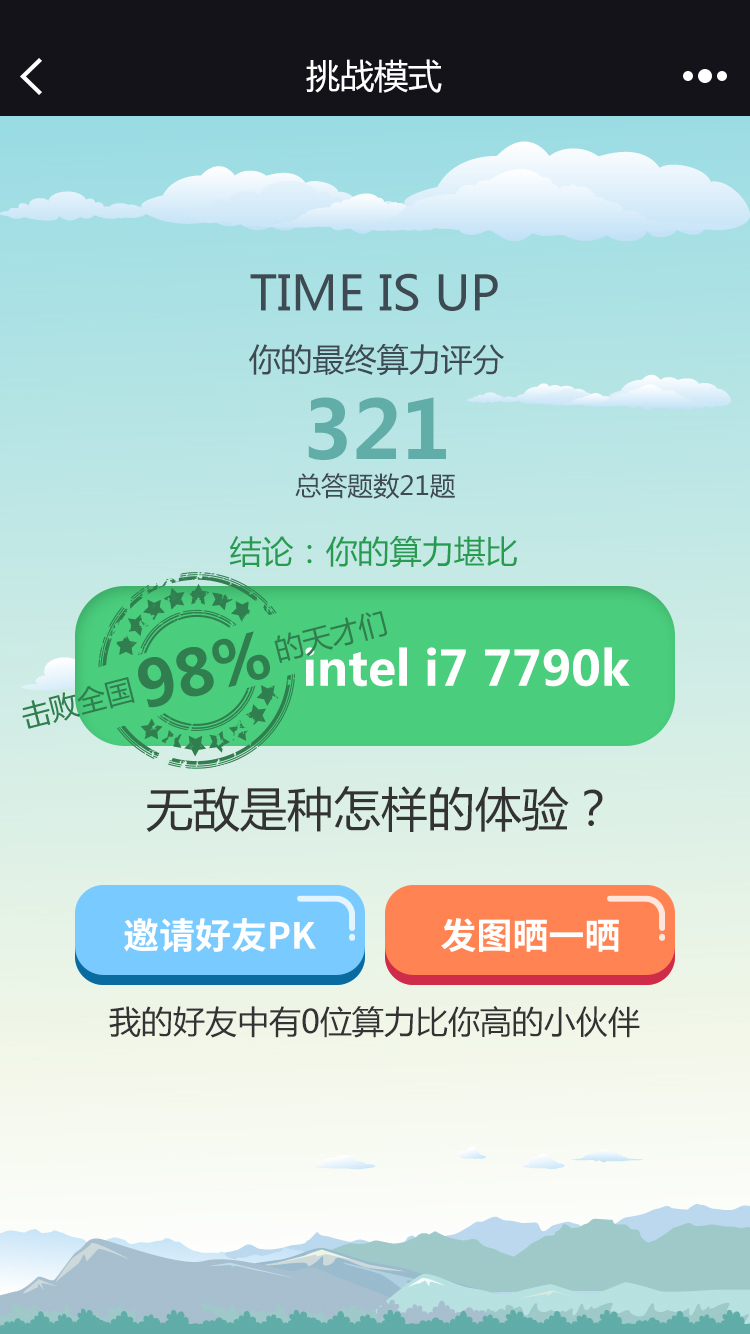 挑战模式
TIME IS UP
你的最终算力评分
321
总答题数21题
结论：你的算力堪比
击败全国98%的天才们
intel i7 7790k
无敌是种怎样的体验？
邀请好友PK
发图晒一晒
我的好友中有0位算力比你高的小伙伴